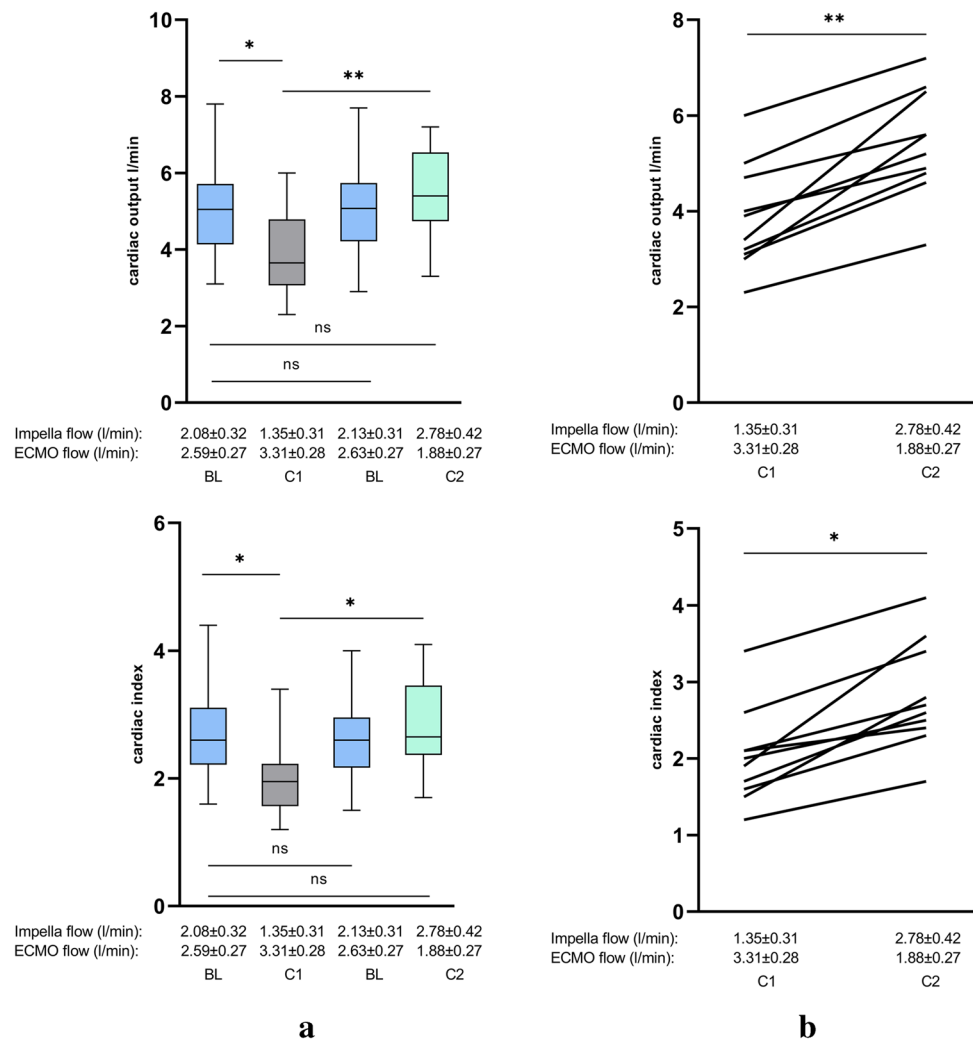 10
8
6
4
2
0
cardiac output l/min
*
**
ns
ns
Impella flow (l/min): 2.08±0.32 1.35±0.31 2.13±0.31 2.78±0.42
ECMO flow (l/min): 2.59±0.27 3.31±0.28 2.63±0.27 1.88±0.27
BL C1 BL C2
8
6
4
2
0
cardiac output l/min
**
Impella flow (l/min): 1.35±0.31 2.78±0.42
ECMO flow (l/min): 3.31±0.28 1.88±0.27
C1 C2
6
4
2
0
cardiac index
*
*
ns
ns
Impella flow (l/min): 2.08±0.32 1.35±0.31 2.13±0.31 2.78±0.42
ECMO flow (l/min): 2.59±0.27 3.31±0.28 2.63±0.27 1.88±0.27
BL C1 BL C2
5
4
3
2
1
0
cardiac index
*
Impella flow (l/min): 1.35±0.31 2.78±0.42
ECMO flow (l/min): 3.31±0.28 1.88±0.27
C1 C2
a
b